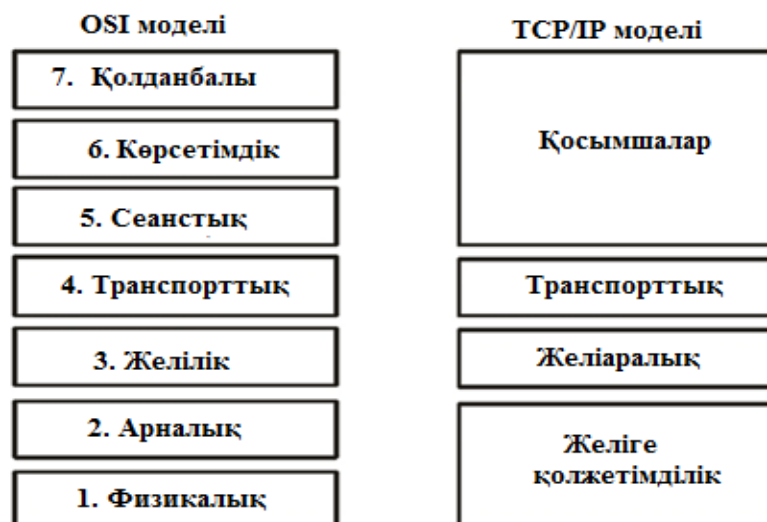 OSI моделі
7. Қолданбалы
6. Көрсетімдік
5. Сеанстық
4. Транспорттық
3. Желілік
2. Арналық
1. Физикалық
TCP/IP моделі
Қосымшалар
Транспорттық
Желіаралық
Желіге
қолжетімділік